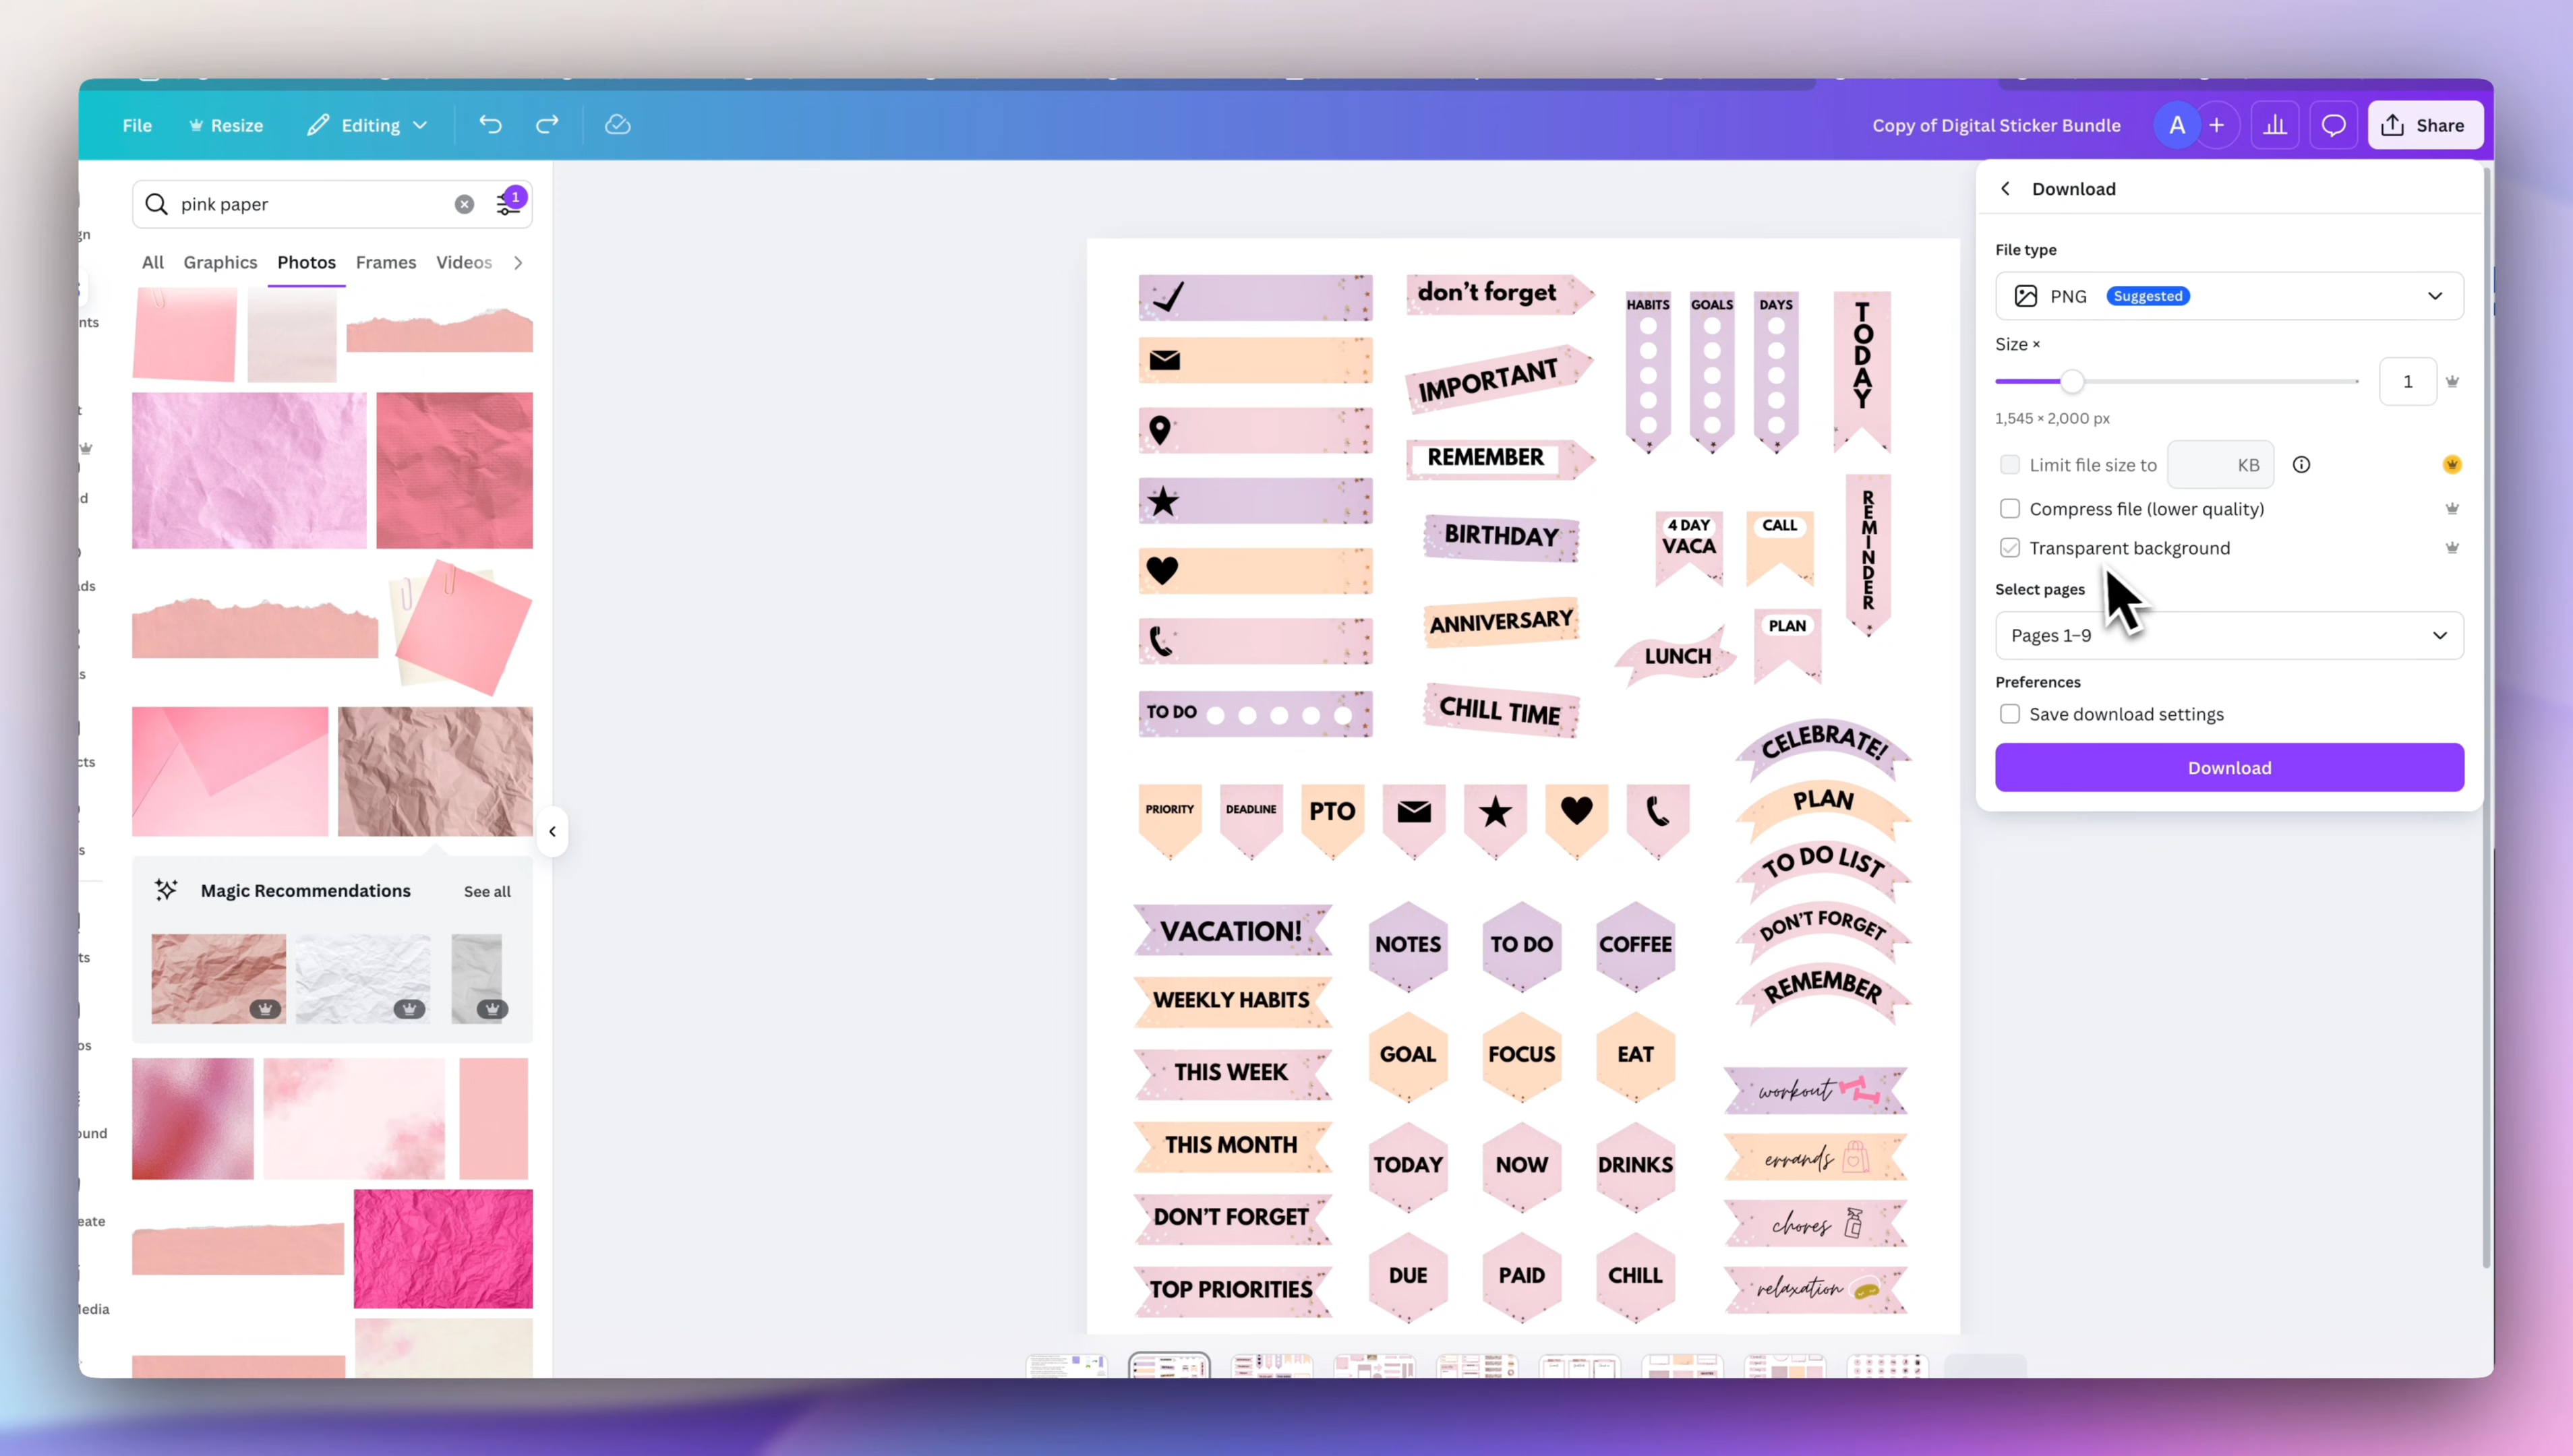 File
Resize
Editing
Copy of Digital Sticker Bundle
A
Share
pink paper
1
All
Graphics
Photos
Frames
Videos
Magic Recommendations
See all
don't forget
IMPORTANT
REMEMBER
BIRTHDAY
ANNIVERSARY
CHILL TIME
HABITS
GOALS
DAYS
TODAY
REMINDER
4 DAY
VACA
CALL
LUNCH
PLAN
TO DO
CELEBRATE!
PLAN
TO DO LIST
DON'T FORGET
REMEMBER
PRIORITY
DEADLINE
PTO
VACATION!
WEEKLY HABITS
THIS WEEK
THIS MONTH
DON'T FORGET
TOP PRIORITIES
NOTES
TO DO
COFFEE
GOAL
FOCUS
EAT
TODAY
NOW
DRINKS
DUE
PAID
CHILL
workout
errands
chores
relaxation
Download
File type
PNG
Suggested
Size ×
1
1,545 × 2,000 px
Limit file size to
KB
Compress file (lower quality)
Transparent background
Select pages
Pages 1–9
Preferences
Save download settings
Download